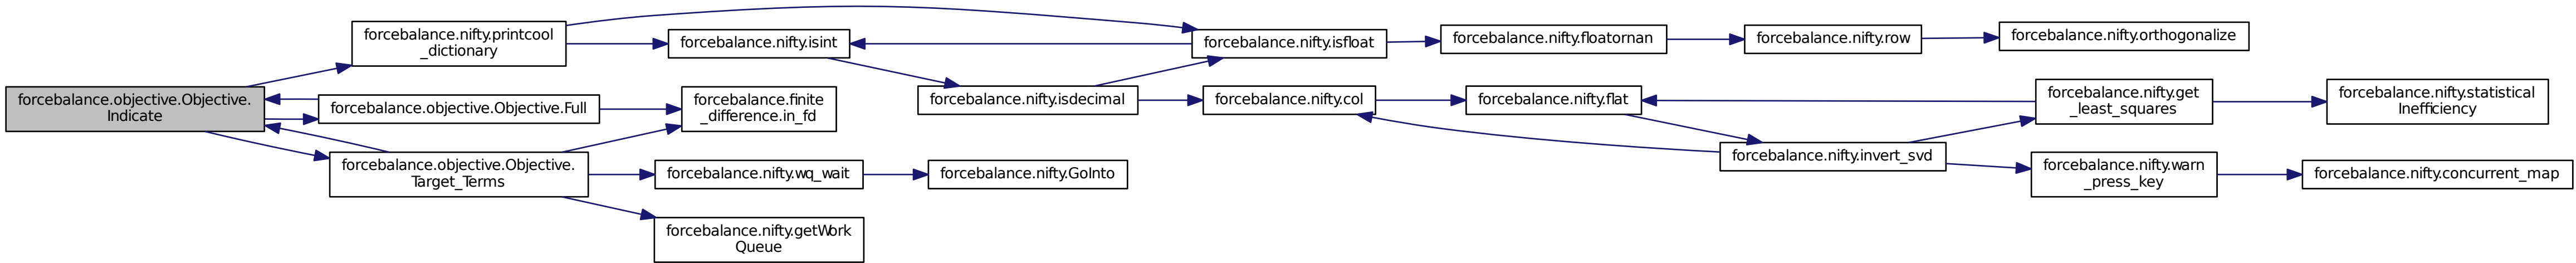 forcebalance.objective.Objective.
Indicate
forcebalance.nifty.printcool
_dictionary
forcebalance.objective.Objective.Full
forcebalance.objective.Objective.
Target_Terms
forcebalance.nifty.isint
forcebalance.finite
_difference.in_fd
forcebalance.nifty.wq_wait
forcebalance.nifty.getWork
Queue
forcebalance.nifty.isdecimal
forcebalance.nifty.GoInto
forcebalance.nifty.isfloat
forcebalance.nifty.col
forcebalance.nifty.floatornan
forcebalance.nifty.flat
forcebalance.nifty.row
forcebalance.nifty.invert_svd
forcebalance.nifty.orthogonalize
forcebalance.nifty.get
_least_squares
forcebalance.nifty.warn
_press_key
forcebalance.nifty.statistical
Inefficiency
forcebalance.nifty.concurrent_map